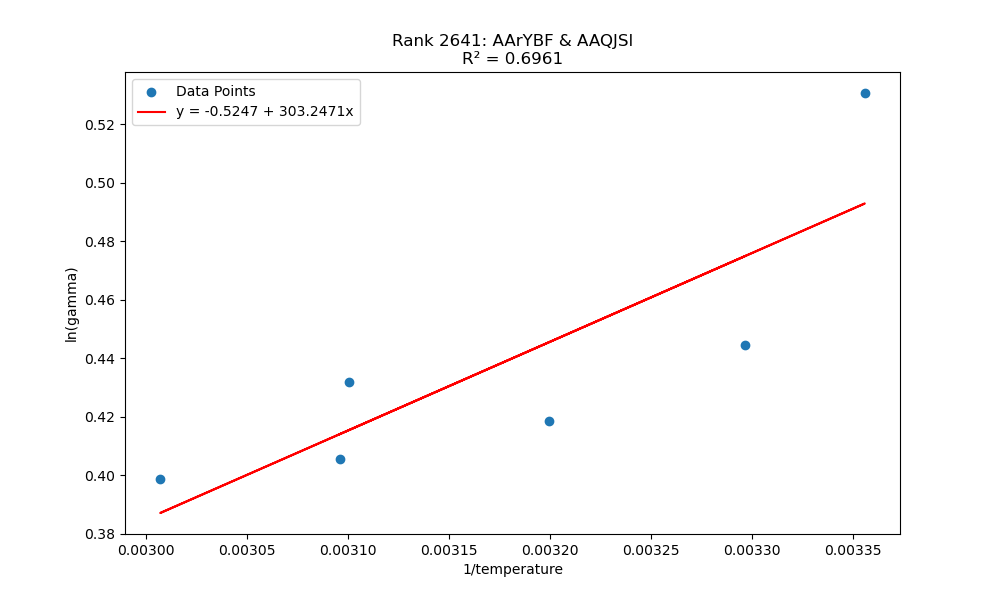 Rank 2641: AArYBF & AAQJSI
R² = 0.6961
Data Points
y = -0.5247 + 303.2471x
ln(gamma)
0.52
0.50
0.48
0.46
0.44
0.42
0.40
0.38
0.00300 0.00305 0.00310 0.00315 0.00320 0.00325 0.00330 0.00335
1/temperature